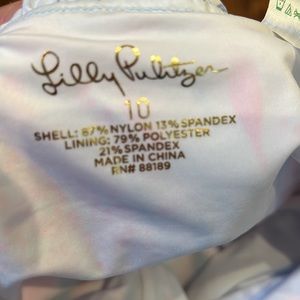 Lilly Pulitzer
10
SHELL: 87% NYLON 13% SPANDEX
LINING: 79% POLYESTER
21% SPANDEX
MADE IN CHINA
RN# 88189